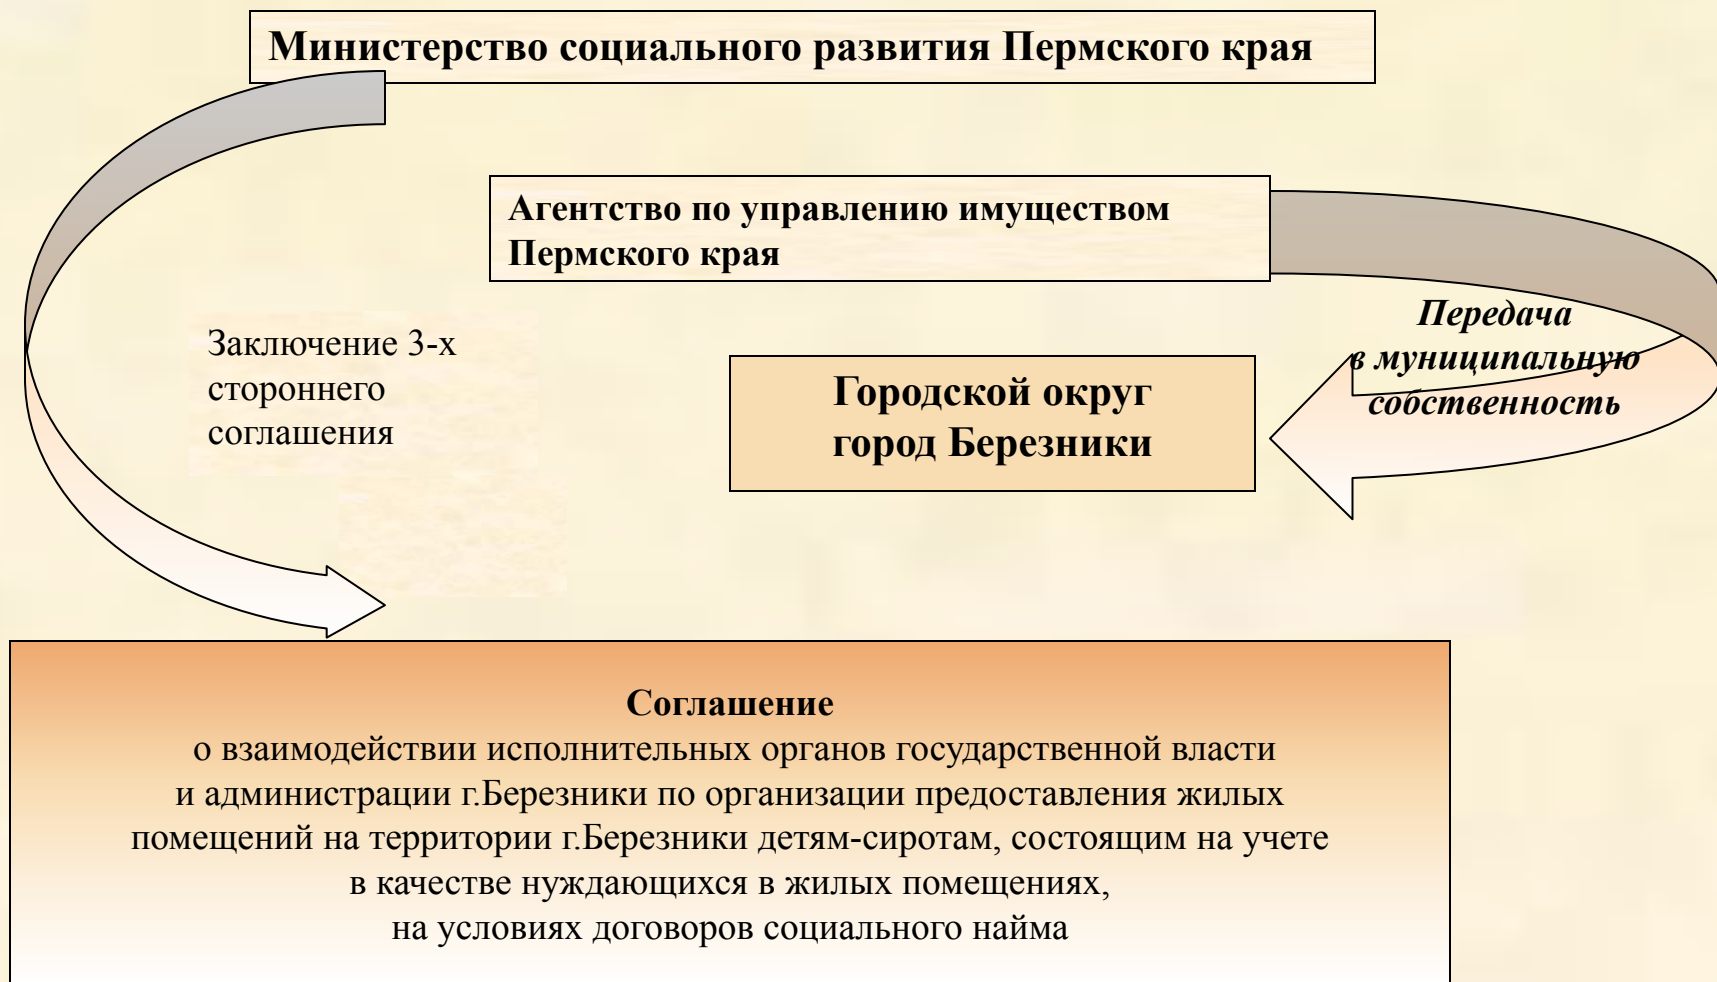 Министерство социального развития Пермского края
Агентство по управлению имуществом
Пермского края
Передача
в муниципальную
собственность
Заключение 3-х
стороннего
соглашения
Городской округ
город Березники
Соглашение
о взаимодействии исполнительных органов государственной власти
и администрации г.Березники по организации предоставления жилых
помещений на территории г.Березники детям-сиротам, состоящим на учете
в качестве нуждающихся в жилых помещениях,
на условиях договоров социального найма